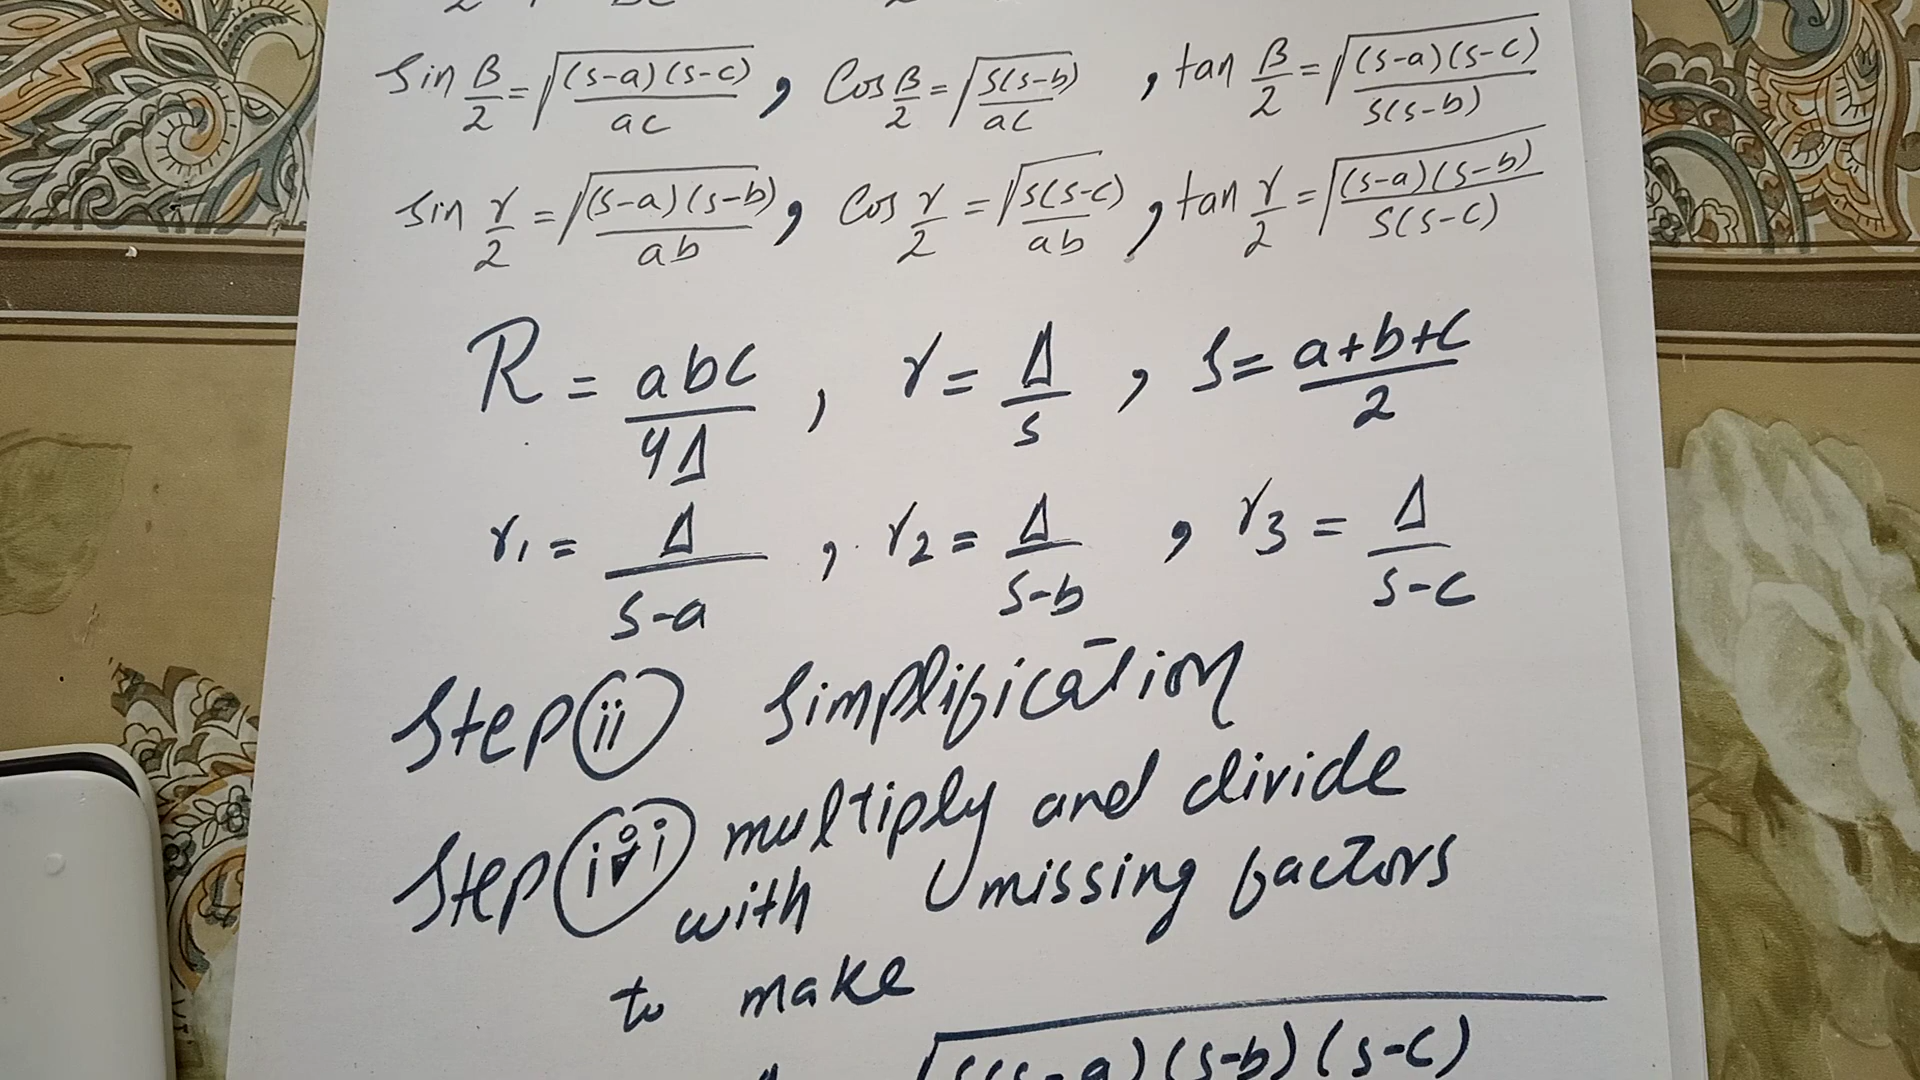 sin β/2 = √((s-a)(s-c)/ac) , Cos β/2 = √(s(s-b)/ac) , tan β/2 = √((s-a)(s-c)/s(s-b))
sin γ/2 = √((s-a)(s-b)/ab) , Cos γ/2 = √(s(s-c)/ab) , tan γ/2 = √((s-a)(s-b)/s(s-c))
R = abc/4Δ , r = Δ/s , s = a+b+c/2
r1 = Δ/s-a , r2 = Δ/s-b , r3 = Δ/s-c
Step (ii) Simplification
Step (iii) multiply and divide
with missing factors
to make
√(s(s-a)(s-b)(s-c)